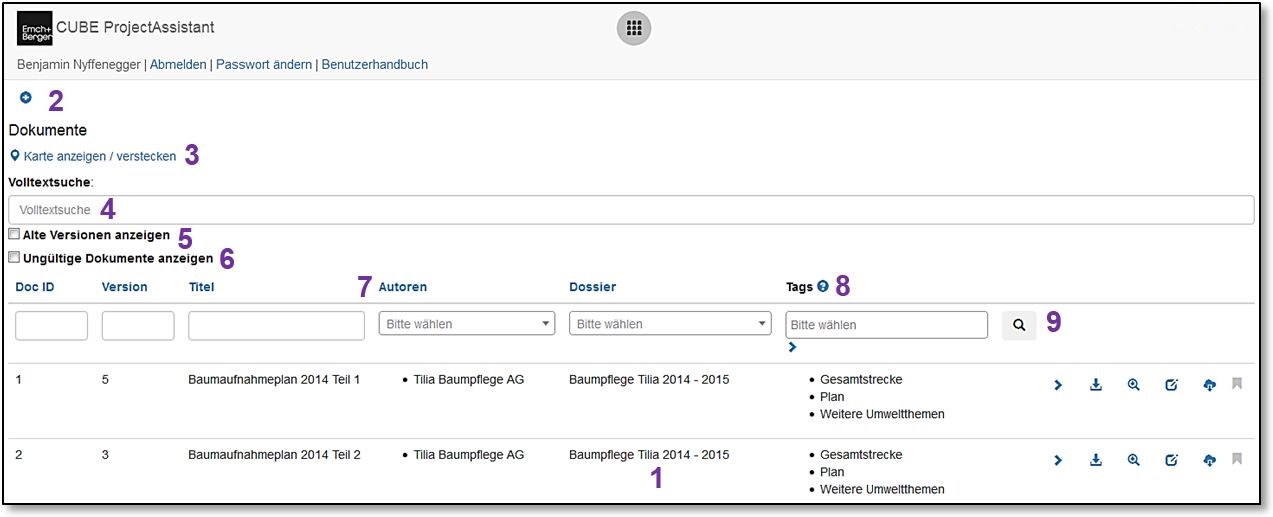 Emch+
Berger
CUBE ProjectAssistant
Benjamin Nyffenegger | Abmelden | Passwort ändern | Benutzerhandbuch
2
Dokumente
Karte anzeigen / verstecken 3
Volltextsuche:
Volltextsuche 4
Alte Versionen anzeigen 5
Ungültige Dokumente anzeigen 6
Doc ID Version Titel 7 Autoren Dossier Tags ? 8
Bitte wählen Bitte wählen Bitte wählen 9
1 5 Baumaufnahmeplan 2014 Teil 1 • Tilia Baumpflege AG Baumpflege Tilia 2014 - 2015 • Gesamtstrecke
• Plan
• Weitere Umweltthemen
2 3 Baumaufnahmeplan 2014 Teil 2 • Tilia Baumpflege AG Baumpflege Tilia 2014 - 2015 • Gesamtstrecke
1 • Plan
• Weitere Umweltthemen